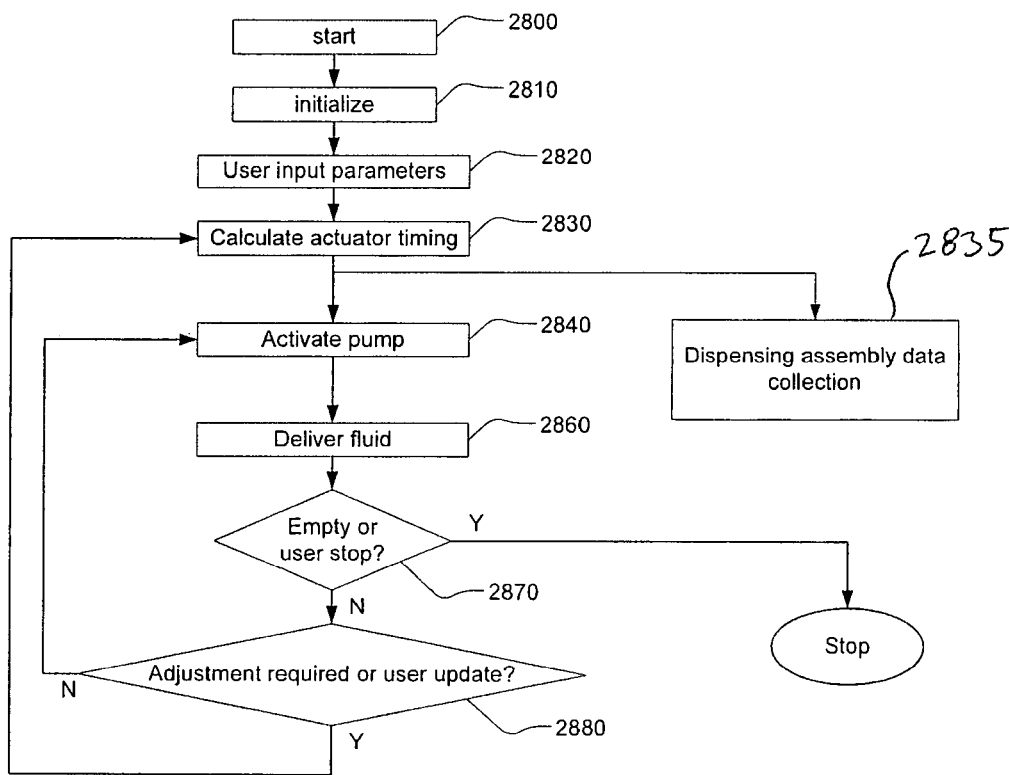 start
2800
initialize
2810
User input parameters
2820
Calculate actuator timing
2830
2835
Activate pump
2840
Dispensing assembly data
collection
Deliver fluid
2860
Empty or
user stop?
Y
2870
N
Stop
Adjustment required or user update?
N
2880
Y